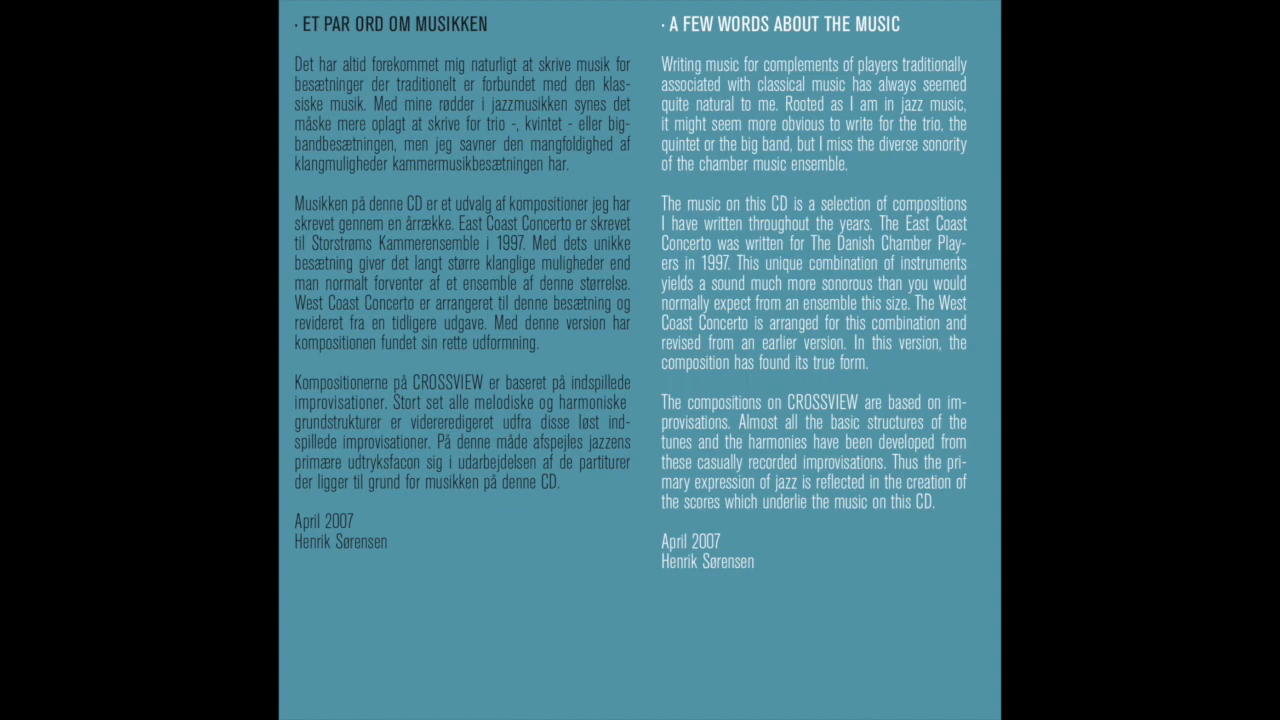 · ET PAR ORD OM MUSIKKEN
Det har altid forekommet mig naturligt at skrive musik for
besætninger der traditionelt er forbundet med den klas-
siske musik. Med mine rødder i jazzmusikken synes det
måske mere oplagt at skrive for trio -, kvintet - eller big-
bandbesætningen, men jeg savner den mangfoldighed af
klangmuligheder kammermusikbesætningen har.
Musikken på denne CD er et udvalg af kompositioner jeg har
skrevet gennem en årrække. East Coast Concerto er skrevet
til Storstrøms Kammerensemble i 1997. Med dets unikke
besætning giver det langt større klanglige muligheder end
man normalt forventer af et ensemble af denne størrelse.
West Coast Concerto er arrangeret til denne besætning og
revideret fra en tidligere udgave. Med denne version har
kompositionen fundet sin rette udformning.
Kompositionerne på CROSSVIEW er baseret på indspillede
improvisationer. Stort set alle melodiske og harmoniske
grundstrukturer er videreredigeret udfra disse løst ind-
spillede improvisationer. På denne måde afspejles jazzens
primære udtryksfacon sig i udarbejdelsen af de partiturer
der ligger til grund for musikken på denne CD.
April 2007
Henrik Sørensen
· A FEW WORDS ABOUT THE MUSIC
Writing music for complements of players traditionally
associated with classical music has always seemed
quite natural to me. Rooted as I am in jazz music,
it might seem more obvious to write for the trio, the
quintet or the big band, but I miss the diverse sonority
of the chamber music ensemble.
The music on this CD is a selection of compositions
I have written throughout the years. The East Coast
Concerto was written for The Danish Chamber Play-
ers in 1997. This unique combination of instruments
yields a sound much more sonorous than you would
normally expect from an ensemble this size. The West
Coast Concerto is arranged for this combination and
revised from an earlier version. In this version, the
composition has found its true form.
The compositions on CROSSVIEW are based on im-
provisations. Almost all the basic structures of the
tunes and the harmonies have been developed from
these casually recorded improvisations. Thus the pri-
mary expression of jazz is reflected in the creation of
the scores which underlie the music on this CD.
April 2007
Henrik Sørensen